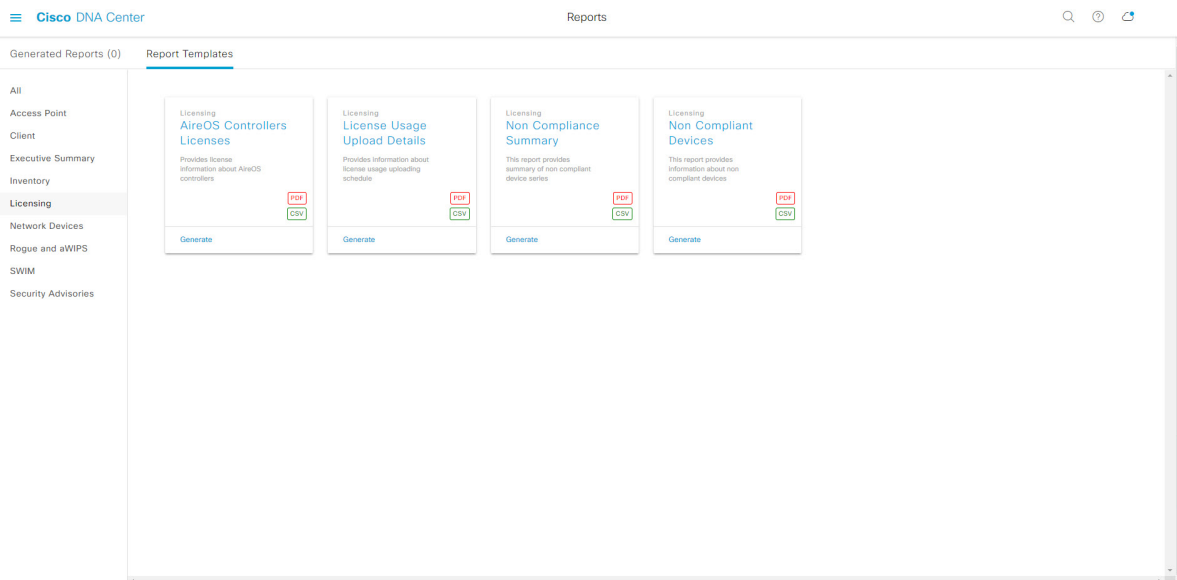 Cisco DNA Center
Reports
Generated Reports (0)
Report Templates
All
Access Point
Client
Executive Summary
Inventory
Licensing
Network Devices
Rogue and aWIPS
SWIM
Security Advisories
Licensing
AireOS Controllers
Licenses
Provides license
information about AireOS
controllers
PDF
CSV
Generate
Licensing
License Usage
Upload Details
Provides Information about
license usage uploading
schedule
PDF
CSV
Generate
Licensing
Non Compliance
Summary
This report provides
summary of non compliant
device series
PDF
CSV
Generate
Licensing
Non Compliant
Devices
This report provides
information about non
compliant devices
PDF
CSV
Generate